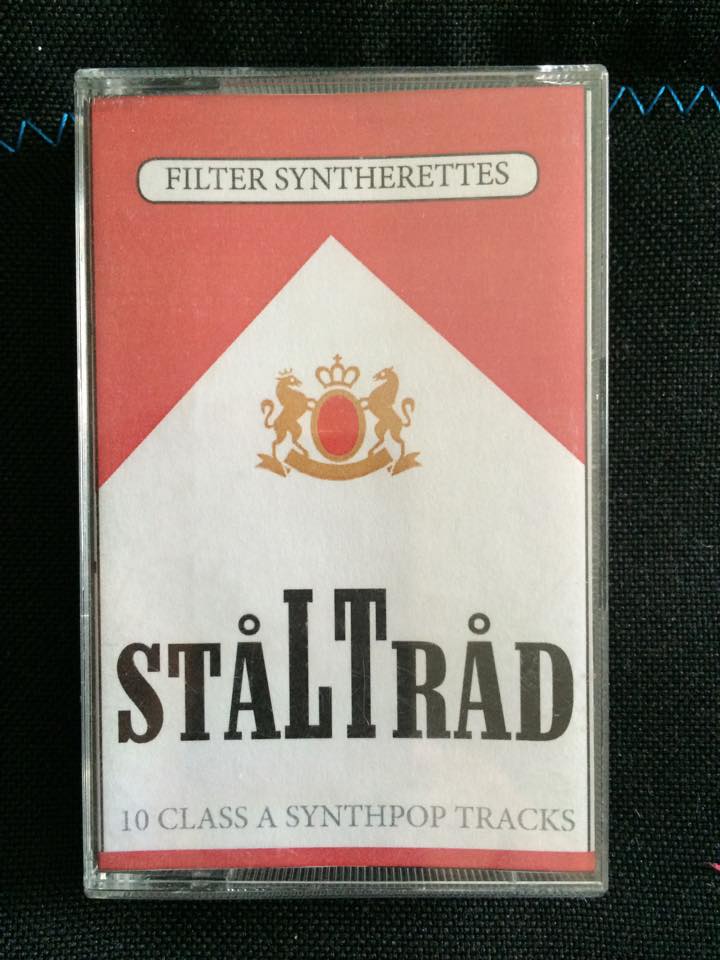 FILTER SYNTHERETTES
STÅLTRÅD
10 CLASS A SYNTHPOP TRACKS